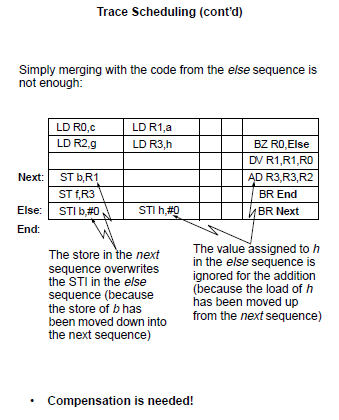 Trace Scheduling (cont'd)
Simply merging with the code from the else sequence is
not enough:
LD R0,c LD R1,a
LD R2,g LD R3,h BZ R0,Else
DV R1,R1,R0
Next: ST b,R1 AD R3,R3,R2
ST f,R3 BR End
Else: STI b,#0 STI h,#0 BR Next
End:
The store in the next
sequence overwrites
the STI in the else
sequence (because
the store of b has
been moved down into
the next sequence)
The value assigned to h
in the else sequence is
ignored for the addition
(because the load of h
has been moved up
from the next sequence)
• Compensation is needed!